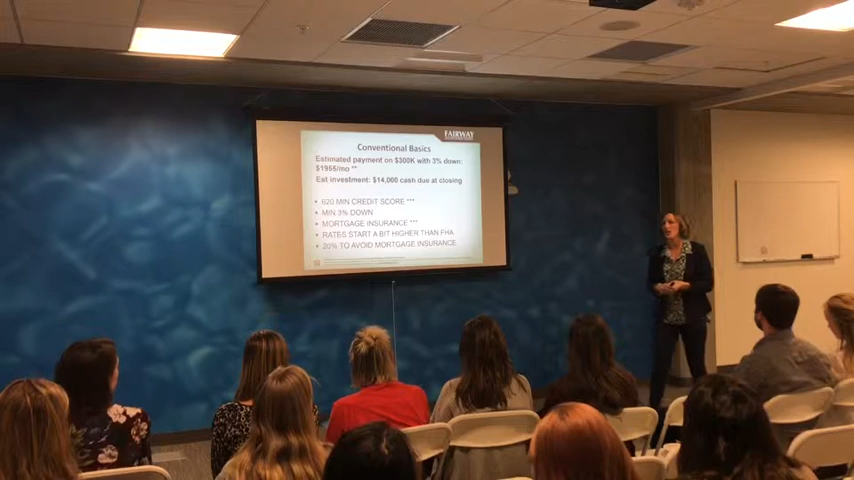 FAIRWAY
Conventional Basics
Estimated payment on $300K with 3% down:
$1955/mo **
Est investment: $14,000 cash due at closing
• 620 MIN CREDIT SCORE ***
• MIN 3% DOWN
• MORTGAGE INSURANCE ***
• RATES START A BIT HIGHER THAN FHA
• 20% TO AVOID MORTGAGE INSURANCE